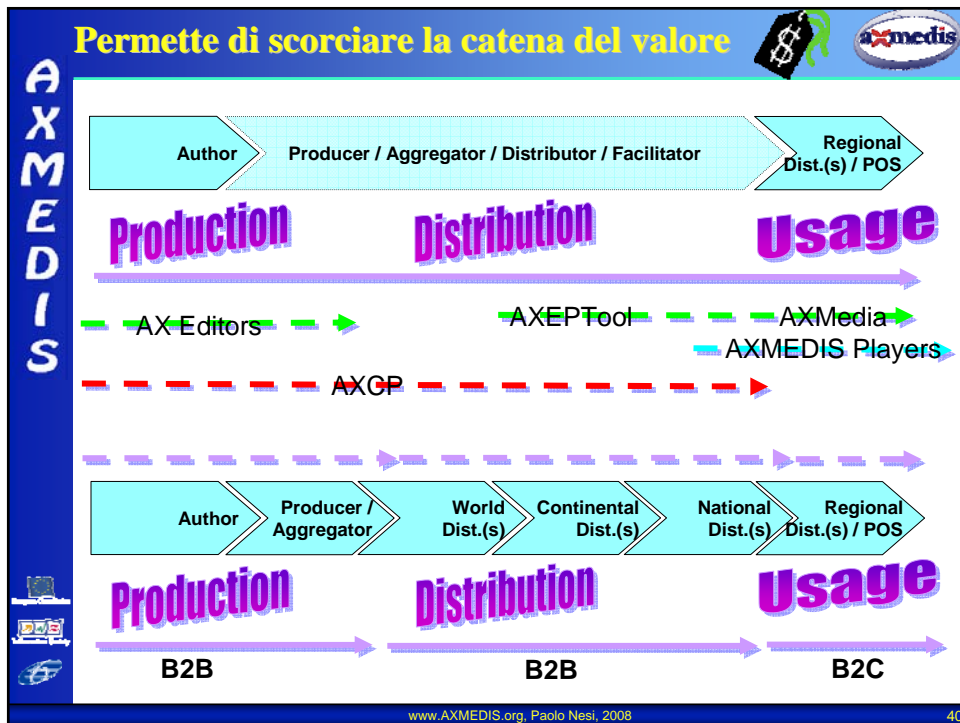 Permette di scorciare la catena del valore
$
axmedis
AXMEDIS
Author
Producer / Aggregator / Distributor / Facilitator
Regional
Dist.(s) / POS
Production
Distribution
Usage
AX Editors
AXEPTool
AXMedia
AXMEDIS Players
AXCP
Author
Producer /
Aggregator
World
Dist.(s)
Continental
Dist.(s)
National
Dist.(s)
Regional
Dist.(s) / POS
Production
Distribution
Usage
B2B
B2B
B2C
www.AXMEDIS.org, Paolo Nesi, 2008
40